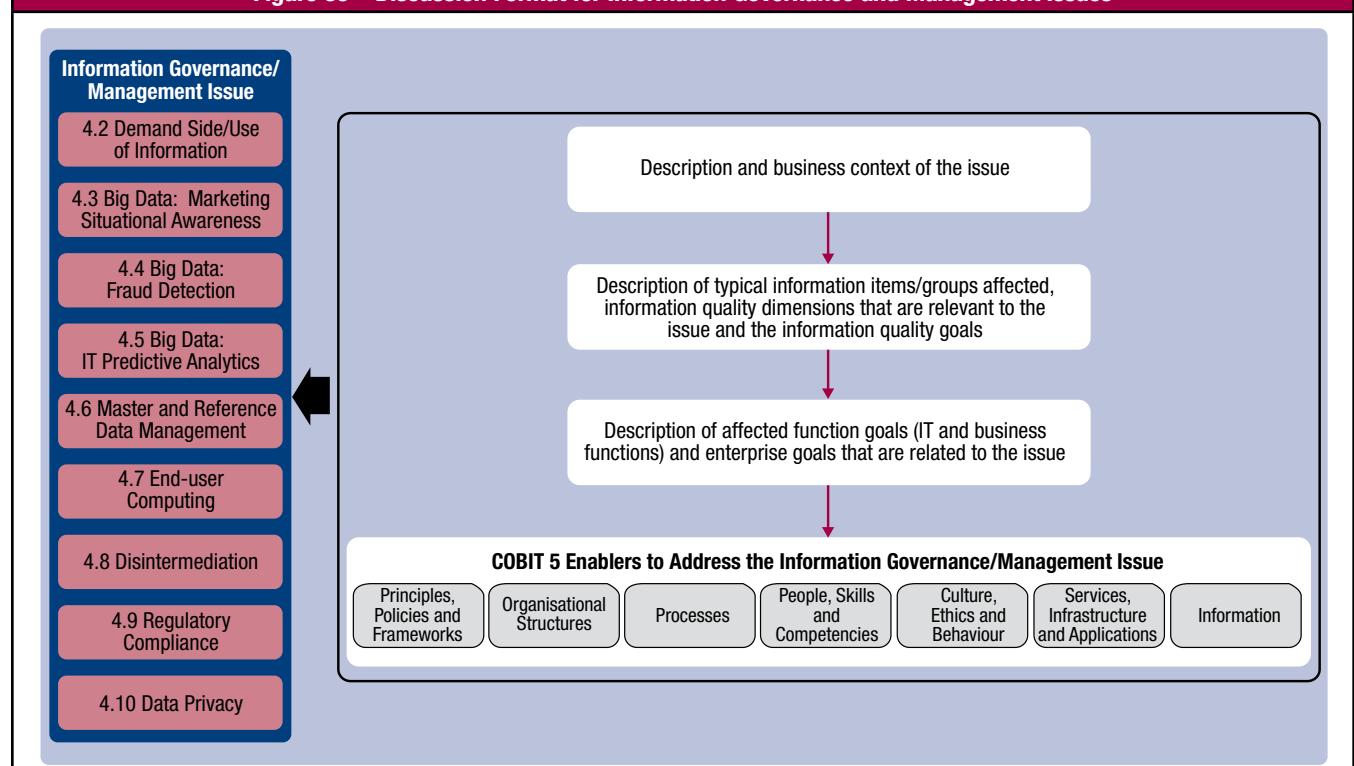 Information Governance/
Management Issue
4.2 Demand Side/Use
of Information
4.3 Big Data: Marketing
Situational Awareness
4.4 Big Data:
Fraud Detection
4.5 Big Data:
IT Predictive Analytics
4.6 Master and Reference
Data Management
4.7 End-user
Computing
4.8 Disintermediation
4.9 Regulatory
Compliance
4.10 Data Privacy
Description and business context of the issue
Description of typical information items/groups affected,
information quality dimensions that are relevant to the
issue and the information quality goals
Description of affected function goals (IT and business
functions) and enterprise goals that are related to the issue
COBIT 5 Enablers to Address the Information Governance/Management Issue
Principles,
Policies and
Frameworks
Organisational
Structures
Processes
People, Skills
and
Competencies
Culture,
Ethics and
Behaviour
Services,
Infrastructure
and Applications
Information